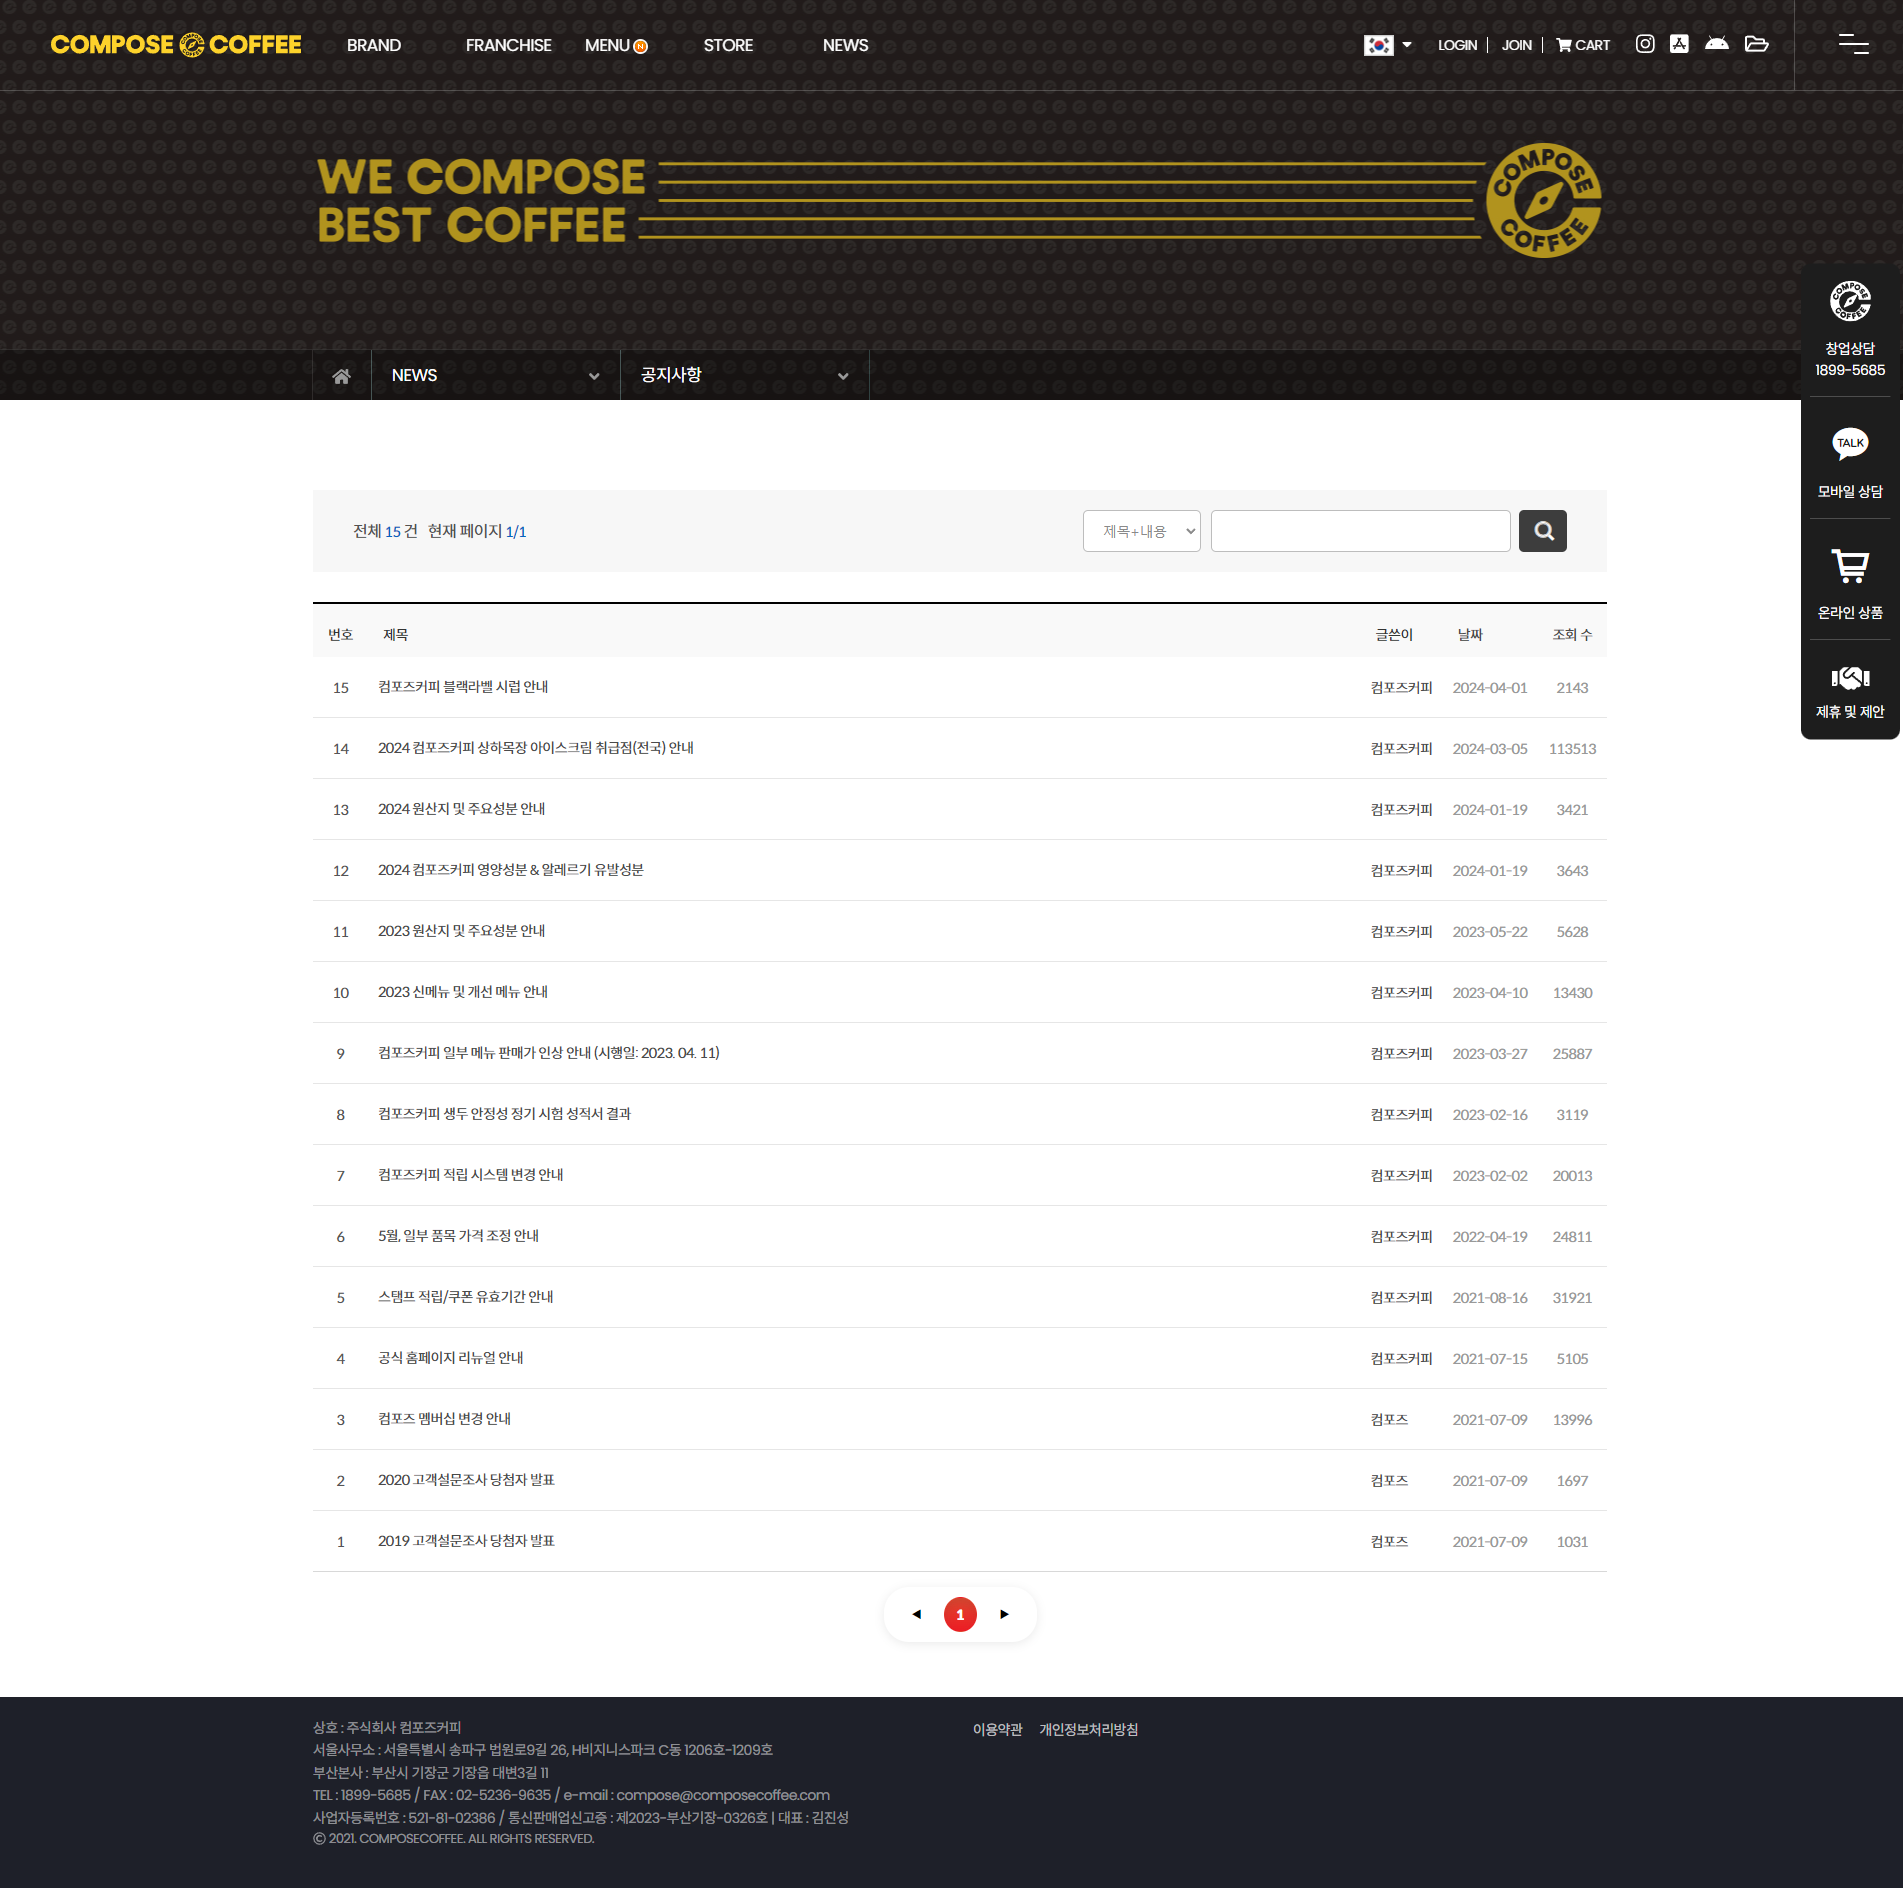 COMPOSE COFFEE
BRAND
FRANCHISE
MENU N
STORE
NEWS
LOGIN
JOIN
CART
WE COMPOSE
BEST COFFEE
COMPOSE COFFEE
NEWS
공지사항
COMPOSE COFFEE
창업상담
1899-5685
TALK
모바일 상담
온라인 상품
제휴 및 제안
전체 15 건 현재 페이지 1/1
제목+내용
번호 제목 글쓴이 날짜 조회 수
15 컴포즈커피 블랙라벨 시럽 안내 컴포즈커피 2024-04-01 2143
14 2024 컴포즈커피 상하목장 아이스크림 취급점(전국) 안내 컴포즈커피 2024-03-05 113513
13 2024 원산지 및 주요성분 안내 컴포즈커피 2024-01-19 3421
12 2024 컴포즈커피 영양성분 & 알레르기 유발성분 컴포즈커피 2024-01-19 3643
11 2023 원산지 및 주요성분 안내 컴포즈커피 2023-05-22 5628
10 2023 신메뉴 및 개선 메뉴 안내 컴포즈커피 2023-04-10 13430
9 컴포즈커피 일부 메뉴 판매가 인상 안내 (시행일: 2023. 04. 11) 컴포즈커피 2023-03-27 25887
8 컴포즈커피 생두 안정성 정기 시험 성적서 결과 컴포즈커피 2023-02-16 3119
7 컴포즈커피 적립 시스템 변경 안내 컴포즈커피 2023-02-02 20013
6 5월, 일부 품목 가격 조정 안내 컴포즈커피 2022-04-19 24811
5 스탬프 적립/쿠폰 유효기간 안내 컴포즈커피 2021-08-16 31921
4 공식 홈페이지 리뉴얼 안내 컴포즈커피 2021-07-15 5105
3 컴포즈 멤버십 변경 안내 컴포즈 2021-07-09 13996
2 2020 고객설문조사 당첨자 발표 컴포즈 2021-07-09 1697
1 2019 고객설문조사 당첨자 발표 컴포즈 2021-07-09 1031
1
상호 : 주식회사 컴포즈커피
서울사무소 : 서울특별시 송파구 법원로9길 26, H비지니스파크 C동 1206호-1209호
부산본사 : 부산시 기장군 기장읍 대변3길 11
TEL : 1899-5685 / FAX : 02-5236-9635 / e-mail : compose@composecoffee.com
사업자등록번호 : 521-81-02386 / 통신판매업신고증 : 제2023-부산기장-0326호 | 대표 : 김진성
© 2021. COMPOSECOFFEE. ALL RIGHTS RESERVED.
이용약관 개인정보처리방침